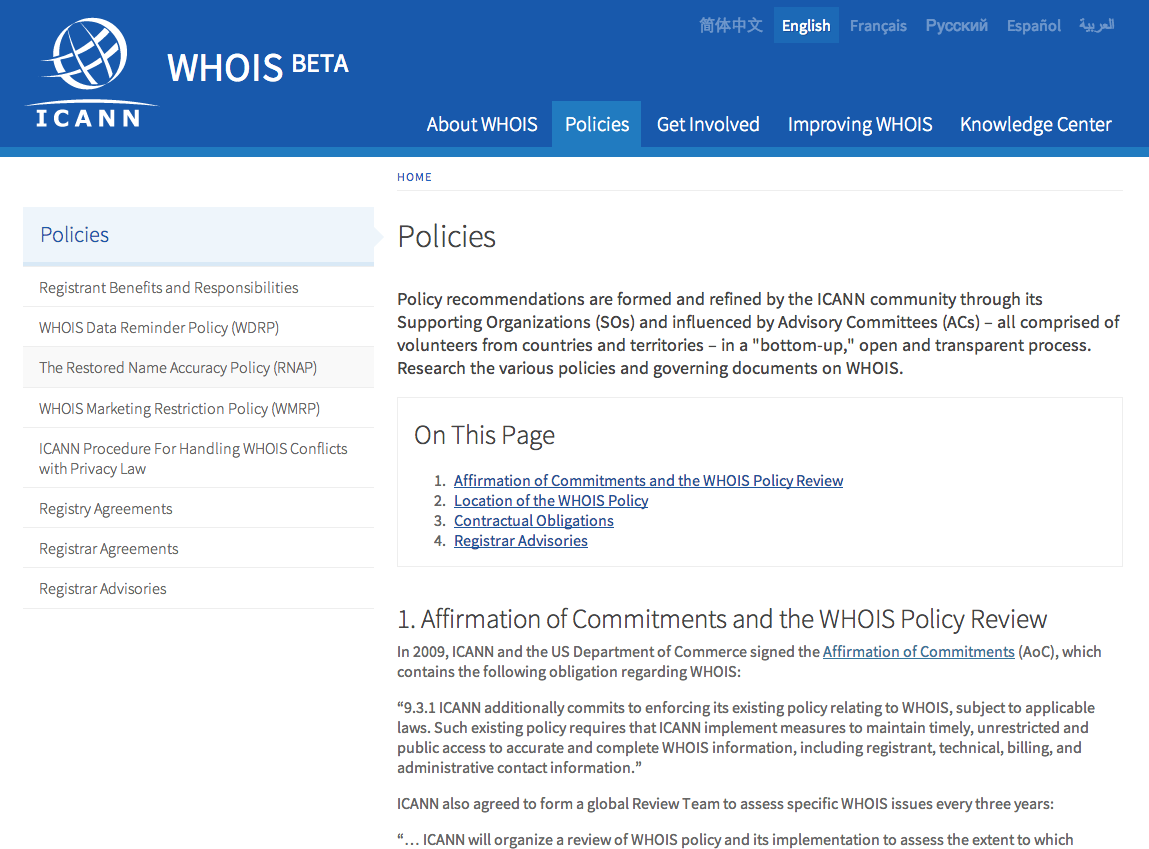 简体中文 English Français Русский Español العربية
WHOIS BETA
ICANN
About WHOIS Policies Get Involved Improving WHOIS Knowledge Center
HOME
Policies
Registrant Benefits and Responsibilities
WHOIS Data Reminder Policy (WDRP)
The Restored Name Accuracy Policy (RNAP)
WHOIS Marketing Restriction Policy (WMRP)
ICANN Procedure For Handling WHOIS Conflicts
with Privacy Law
Registry Agreements
Registrar Agreements
Registrar Advisories
Policies
Policy recommendations are formed and refined by the ICANN community through its
Supporting Organizations (SOs) and influenced by Advisory Committees (ACs) – all comprised of
volunteers from countries and territories – in a "bottom-up," open and transparent process.
Research the various policies and governing documents on WHOIS.
On This Page
1. Affirmation of Commitments and the WHOIS Policy Review
2. Location of the WHOIS Policy
3. Contractual Obligations
4. Registrar Advisories
1. Affirmation of Commitments and the WHOIS Policy Review
In 2009, ICANN and the US Department of Commerce signed the Affirmation of Commitments (AoC), which
contains the following obligation regarding WHOIS:
“9.3.1 ICANN additionally commits to enforcing its existing policy relating to WHOIS, subject to applicable
laws. Such existing policy requires that ICANN implement measures to maintain timely, unrestricted and
public access to accurate and complete WHOIS information, including registrant, technical, billing, and
administrative contact information.”
ICANN also agreed to form a global Review Team to assess specific WHOIS issues every three years:
“… ICANN will organize a review of WHOIS policy and its implementation to assess the extent to which